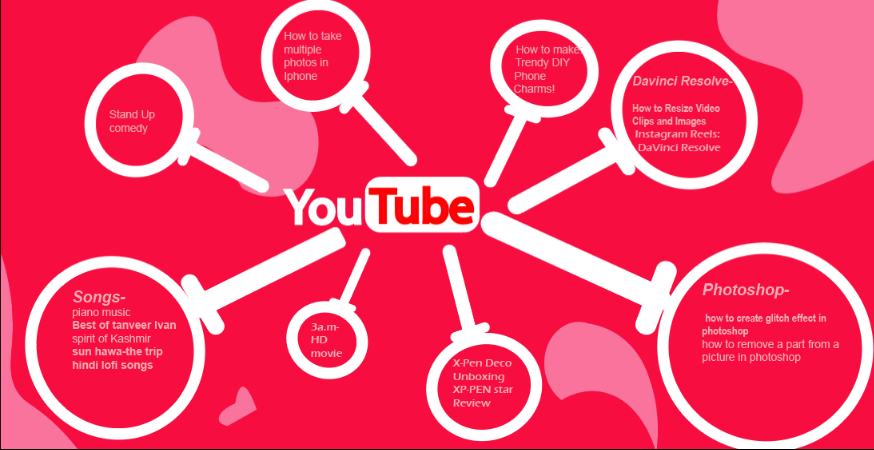 How to take
multiple
photos in
Iphone
How to make
Trendy DIY
Phone
Charms!
Stand Up
comedy
Davinci Resolve-
How to Resize Video
Clips and Images
Instagram Reels:
DaVinci Resolve
YouTube
Songs-
piano music
Best of tanveer Ivan
spirit of Kashmir
sun hawa-the trip
hindi lofi songs
3a.m-
HD
movie
X-Pen Deco
Unboxing
XP-PEN star
Review
Photoshop-
how to create glitch effect in
photoshop
how to remove a part from a
picture in photoshop